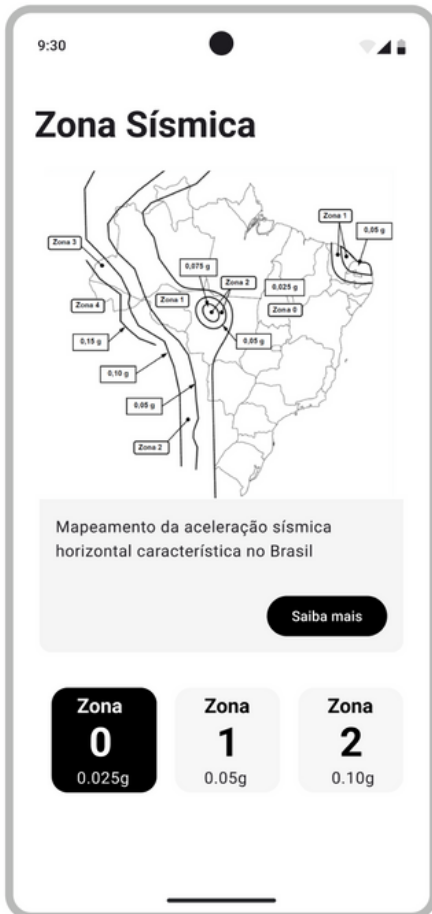 9:30
Zona Sísmica
Zona 1
0,05 g
Zona 3
0,075 g
Zona 2
0,025 g
Zona 4
Zona 1
Zona 0
0,15 g
0,05 g
0,10 g
0,05 g
Zona 2
Mapeamento da aceleração sísmica
horizontal característica no Brasil
Saiba mais
Zona
0
0.025g
Zona
1
0.05g
Zona
2
0.10g